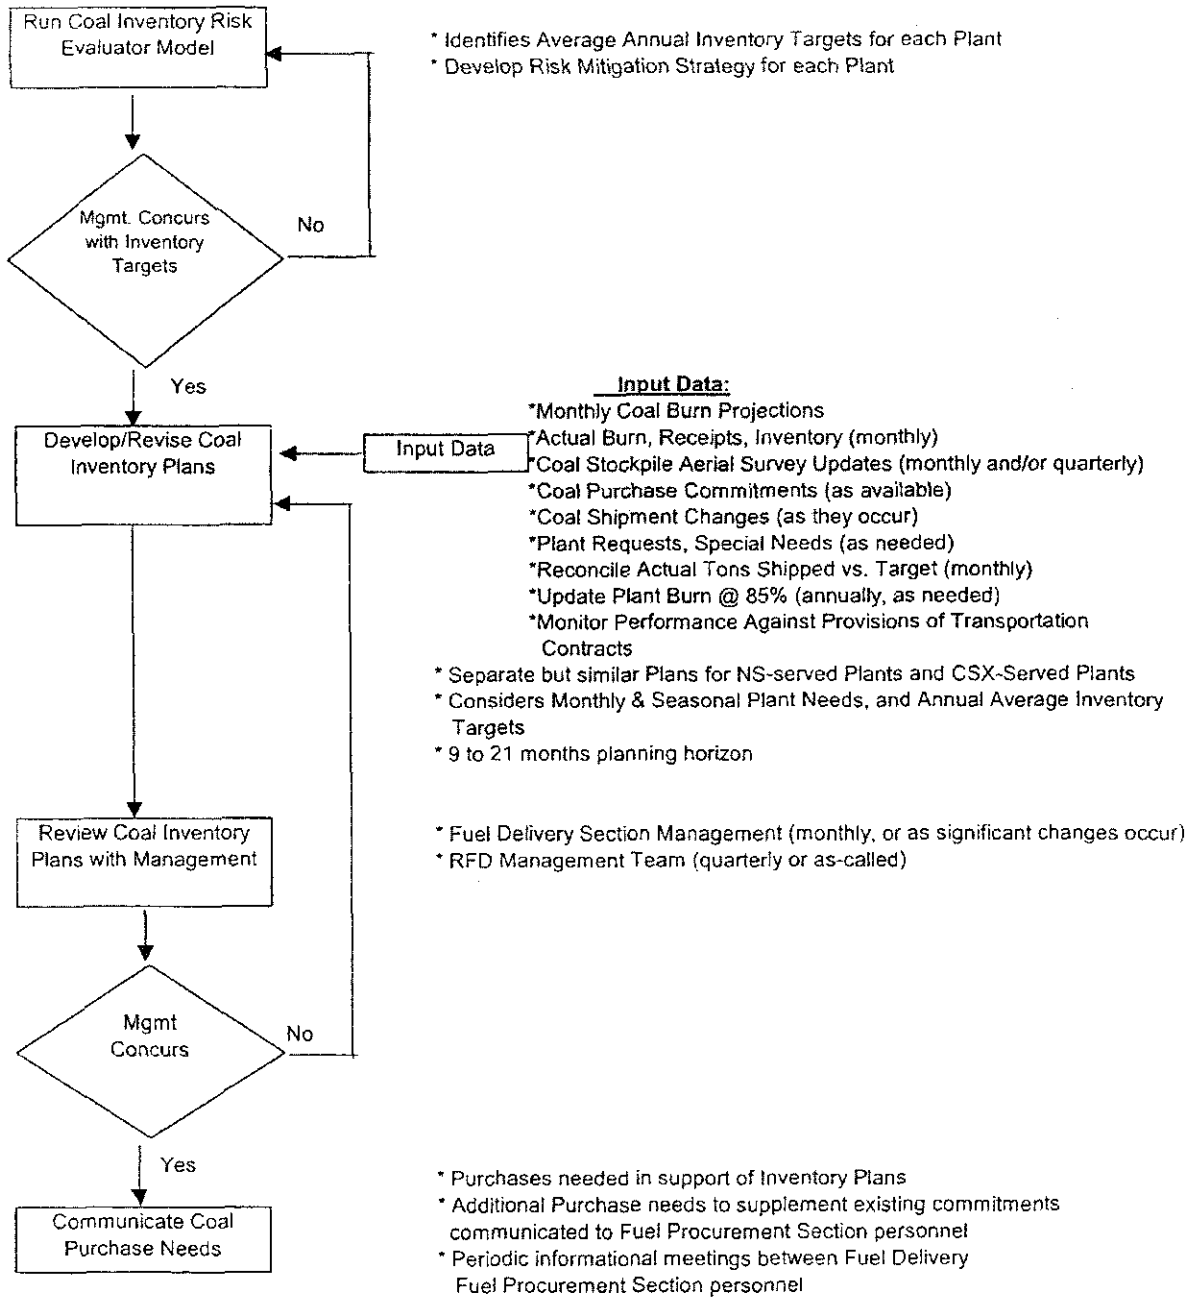 Run Coal Inventory Risk
Evaluator Model
* Identifies Average Annual Inventory Targets for each Plant
* Develop Risk Mitigation Strategy for each Plant
Mgmt. Concurs
with Inventory
Targets
No
Yes
Develop/Revise Coal
Inventory Plans
Input Data
Input Data:
*Monthly Coal Burn Projections
*Actual Burn, Receipts, Inventory (monthly)
*Coal Stockpile Aerial Survey Updates (monthly and/or quarterly)
*Coal Purchase Commitments (as available)
*Coal Shipment Changes (as they occur)
*Plant Requests, Special Needs (as needed)
*Reconcile Actual Tons Shipped vs. Target (monthly)
*Update Plant Burn @ 85% (annually, as needed)
*Monitor Performance Against Provisions of Transportation
Contracts
* Separate but similar Plans for NS-served Plants and CSX-Served Plants
* Considers Monthly & Seasonal Plant Needs, and Annual Average Inventory
Targets
* 9 to 21 months planning horizon
Review Coal Inventory
Plans with Management
* Fuel Delivery Section Management (monthly, or as significant changes occur)
* RFD Management Team (quarterly or as-called)
Mgmt
Concurs
No
Yes
Communicate Coal
Purchase Needs
* Purchases needed in support of Inventory Plans
* Additional Purchase needs to supplement existing commitments
communicated to Fuel Procurement Section personnel
* Periodic informational meetings between Fuel Delivery
Fuel Procurement Section personnel